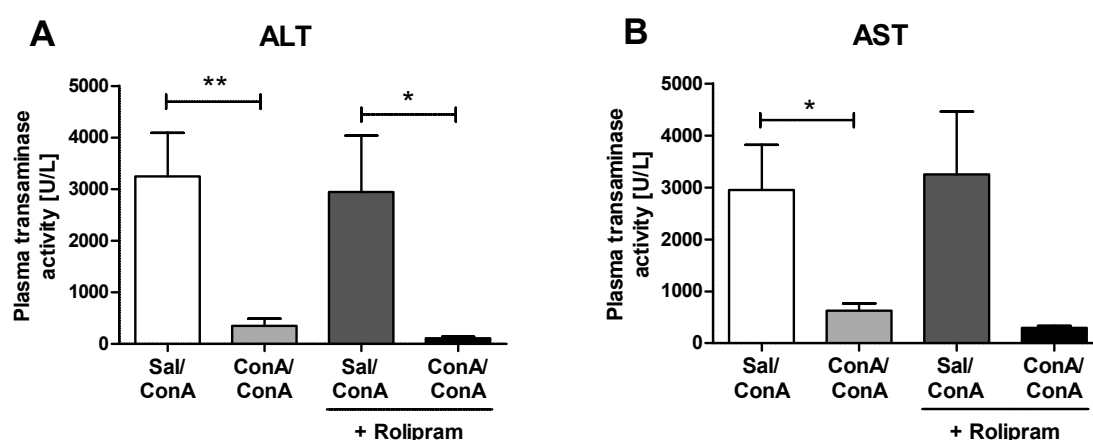 A
ALT
Plasma transaminase
activity [U/L]
5000
4000
3000
2000
1000
0
**
*
Sal/
ConA
ConA/
ConA
Sal/
ConA
ConA/
ConA
+ Rolipram
B
AST
Plasma transaminase
activity [U/L]
5000
4000
3000
2000
1000
0
*
Sal/
ConA
ConA/
ConA
Sal/
ConA
ConA/
ConA
+ Rolipram